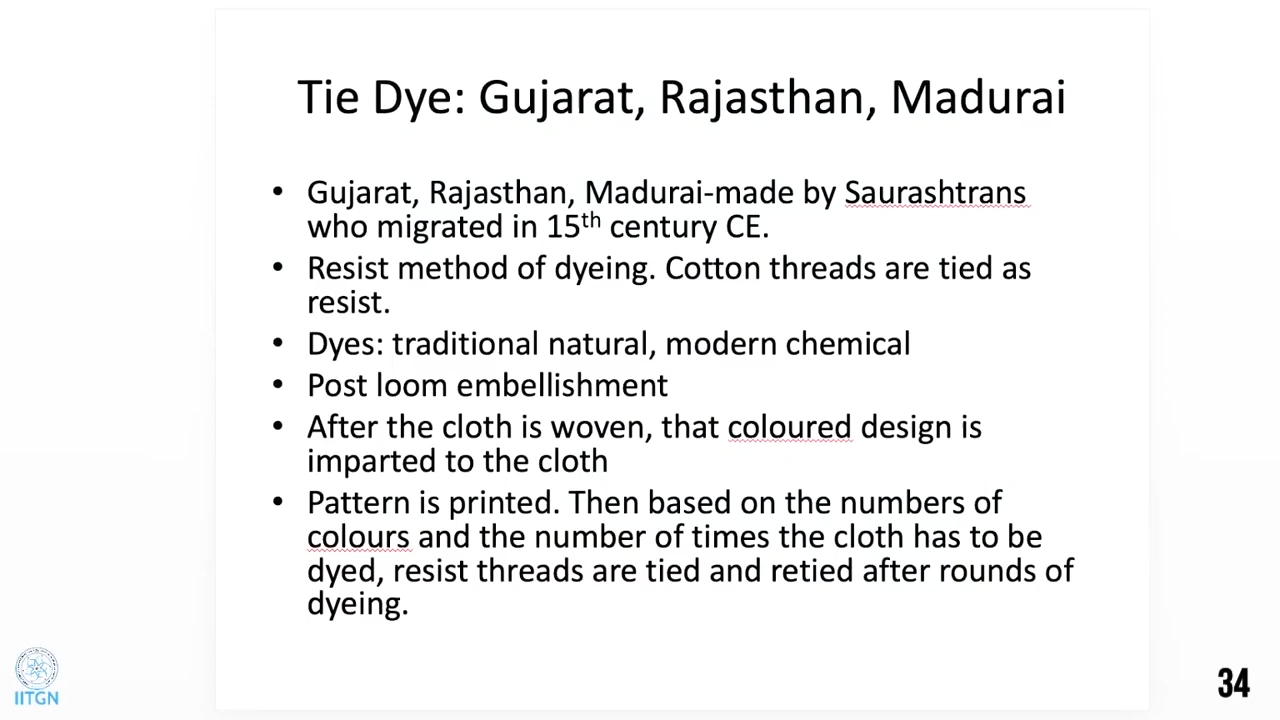 Tie Dye: Gujarat, Rajasthan, Madurai
• Gujarat, Rajasthan, Madurai-made by Saurashtrans
who migrated in 15th century CE.
• Resist method of dyeing. Cotton threads are tied as
resist.
• Dyes: traditional natural, modern chemical
• Post loom embellishment
• After the cloth is woven, that coloured design is
imparted to the cloth
• Pattern is printed. Then based on the numbers of
colours and the number of times the cloth has to be
dyed, resist threads are tied and retied after rounds of
dyeing.
IITGN
34